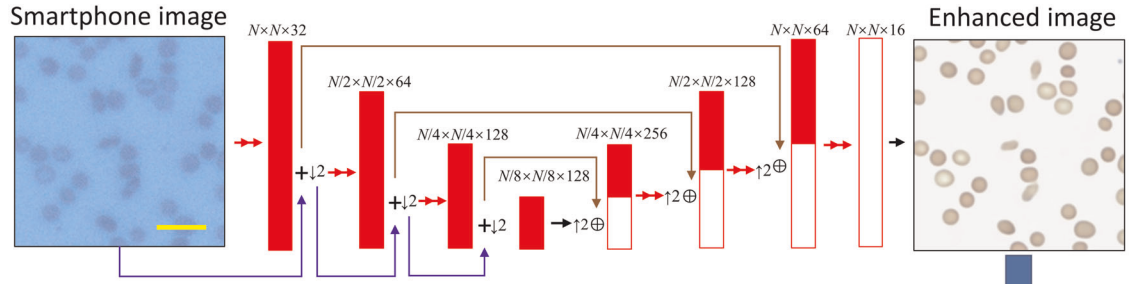 Smartphone image
N×N×32
N/2×N/2×64
N/4×N/4×128
N/8×N/8×128
N/4×N/4×256
N/2×N/2×128
N×N×64
N×N×16
Enhanced image
+↓2
+↓2
+↓2
↑2⊕
↑2⊕
↑2⊕